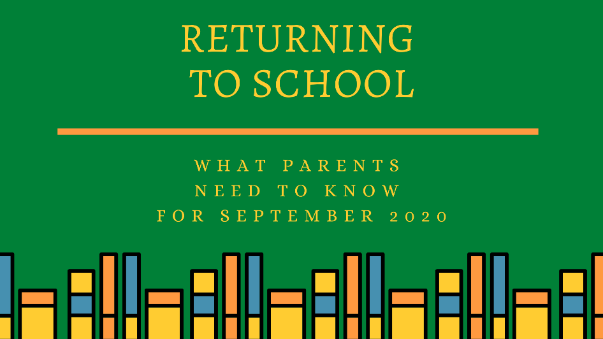 RETURNING
TO SCHOOL
WHAT PARENTS
NEED TO KNOW
FOR SEPTEMBER 2020